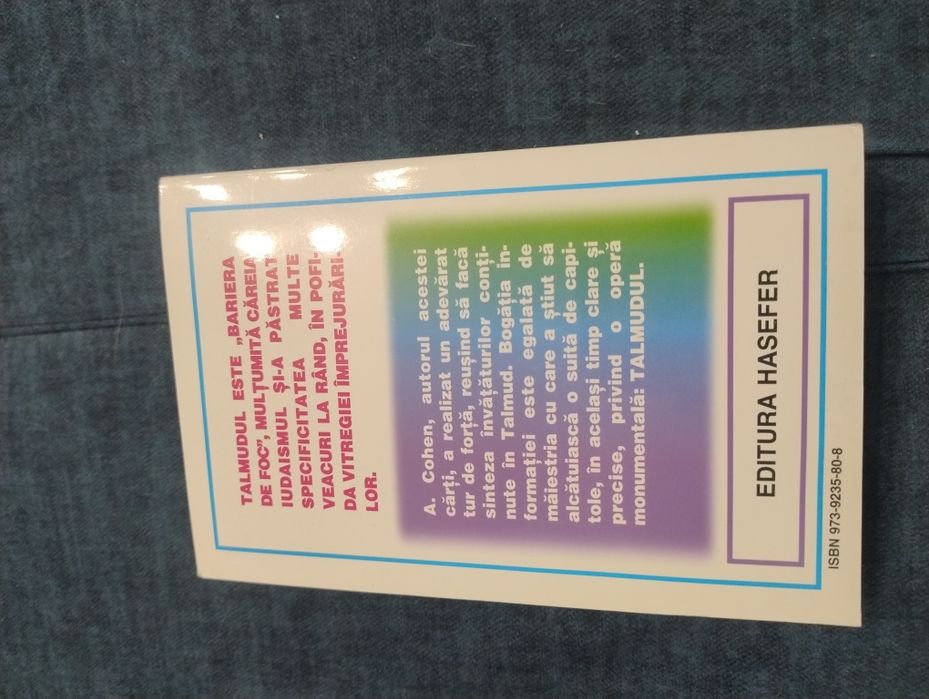 TALMUDUL ESTE „BARIERA
DE FOC”, MULȚUMITĂ CĂREIA
IUDAISMUL ȘI-A PĂSTRAT
SPECIFICITATEA MULTE
VEACURI LA RÂND, ÎN POFI-
DA VITREGIEI ÎMPREJURĂRI-
LOR.
A. Cohen, autorul acestei
cărți, a realizat un adevărat
tur de forță, reușind să facă
sinteza învățăturilor conți-
nute în Talmud. Bogăția in-
formației este egalată de
măiestria cu care a știut să
alcătuiască o suită de capi-
tole, în același timp clare și
precise, privind o operă
monumentală: TALMUDUL.
EDITURA HASEFER
ISBN 973-9235-80-8